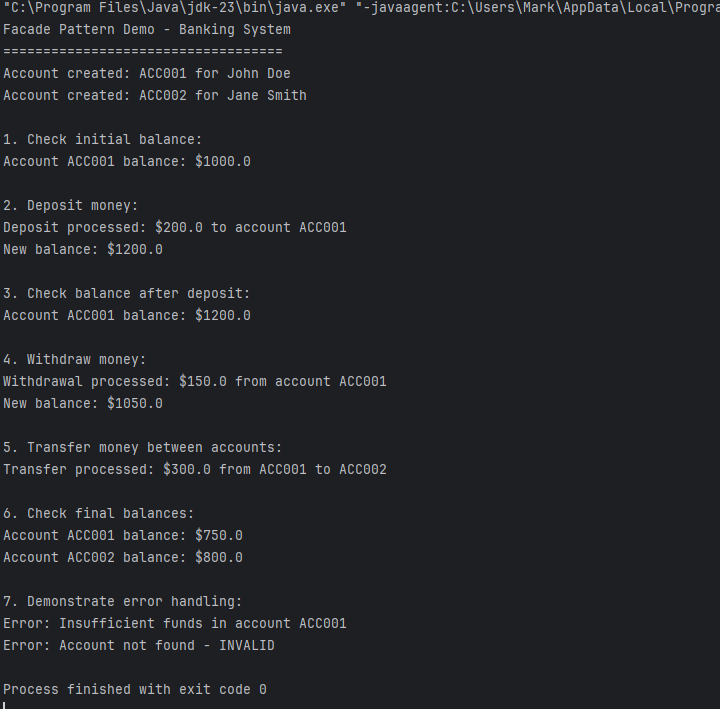 "C:\Program Files\Java\jdk-23\bin\java.exe" "-javaagent:C:\Users\Mark\AppData\Local\Progra
Facade Pattern Demo - Banking System
===================================
Account created: ACC001 for John Doe
Account created: ACC002 for Jane Smith
1. Check initial balance:
Account ACC001 balance: $1000.0
2. Deposit money:
Deposit processed: $200.0 to account ACC001
New balance: $1200.0
3. Check balance after deposit:
Account ACC001 balance: $1200.0
4. Withdraw money:
Withdrawal processed: $150.0 from account ACC001
New balance: $1050.0
5. Transfer money between accounts:
Transfer processed: $300.0 from ACC001 to ACC002
6. Check final balances:
Account ACC001 balance: $750.0
Account ACC002 balance: $800.0
7. Demonstrate error handling:
Error: Insufficient funds in account ACC001
Error: Account not found - INVALID
Process finished with exit code 0